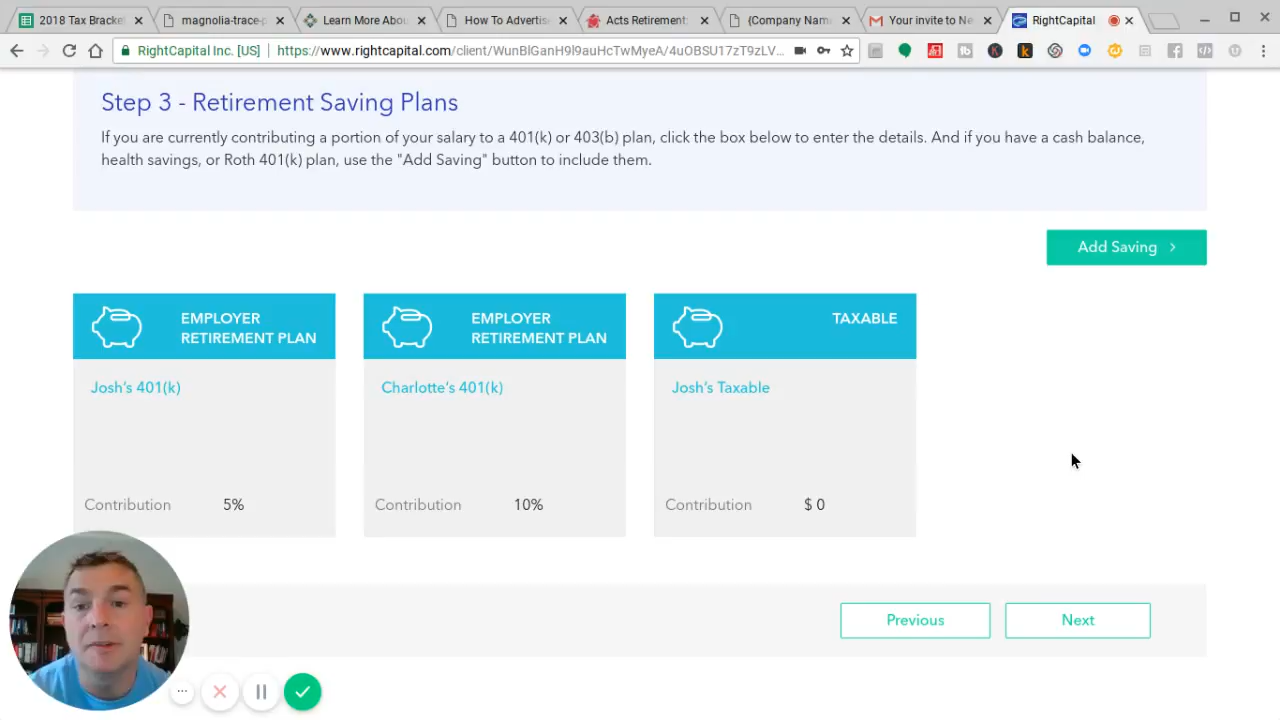 2018 Tax Bracke
magnolia-trace-p
Learn More Abou
How To Advertis
Acts Retirement
(Company Nam
Your invite to Ne
RightCapital
RightCapital Inc. [US]
https://www.rightcapital.com/client/WunBlGanH9l9auHcTwMyeA/4uOBSU17zT9zLV...
Step 3 - Retirement Saving Plans
If you are currently contributing a portion of your salary to a 401(k) or 403(b) plan, click the box below to enter the details. And if you have a cash balance,
health savings, or Roth 401(k) plan, use the "Add Saving" button to include them.
Add Saving
EMPLOYER
RETIREMENT PLAN
Josh's 401(k)
Contribution 5%
EMPLOYER
RETIREMENT PLAN
Charlotte's 401(k)
Contribution 10%
TAXABLE
Josh's Taxable
Contribution $ 0
Previous
Next